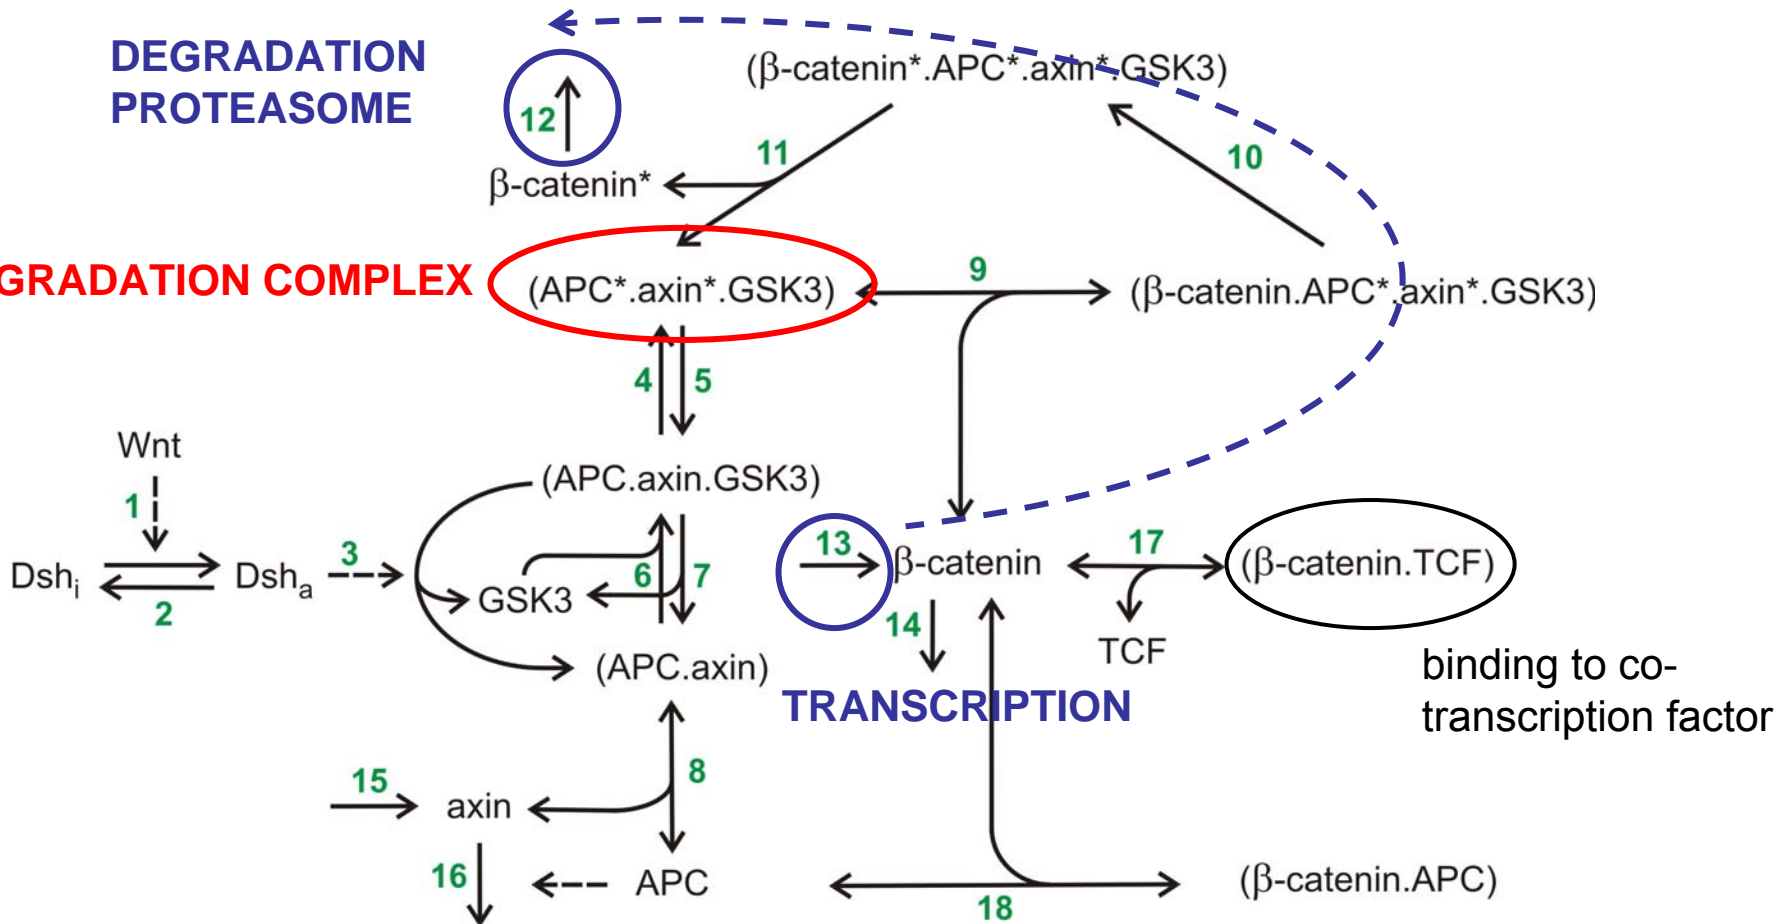 DEGRADATION
PROTEASOME
(β-catenin*.APC*.axin*.GSK3)
12
11
10
β-catenin*
GRADATION COMPLEX
(APC*.axin*.GSK3)
9
(β-catenin.APC*.axin*.GSK3)
4
5
Wnt
(APC.axin.GSK3)
1
3
13
17
Dshi
Dsha
GSK3
6
7
β-catenin
(β-catenin.TCF)
2
14
TCF
(APC.axin)
binding to co-
transcription factor
TRANSCRIPTION
15
axin
8
16
APC
18
(β-catenin.APC)